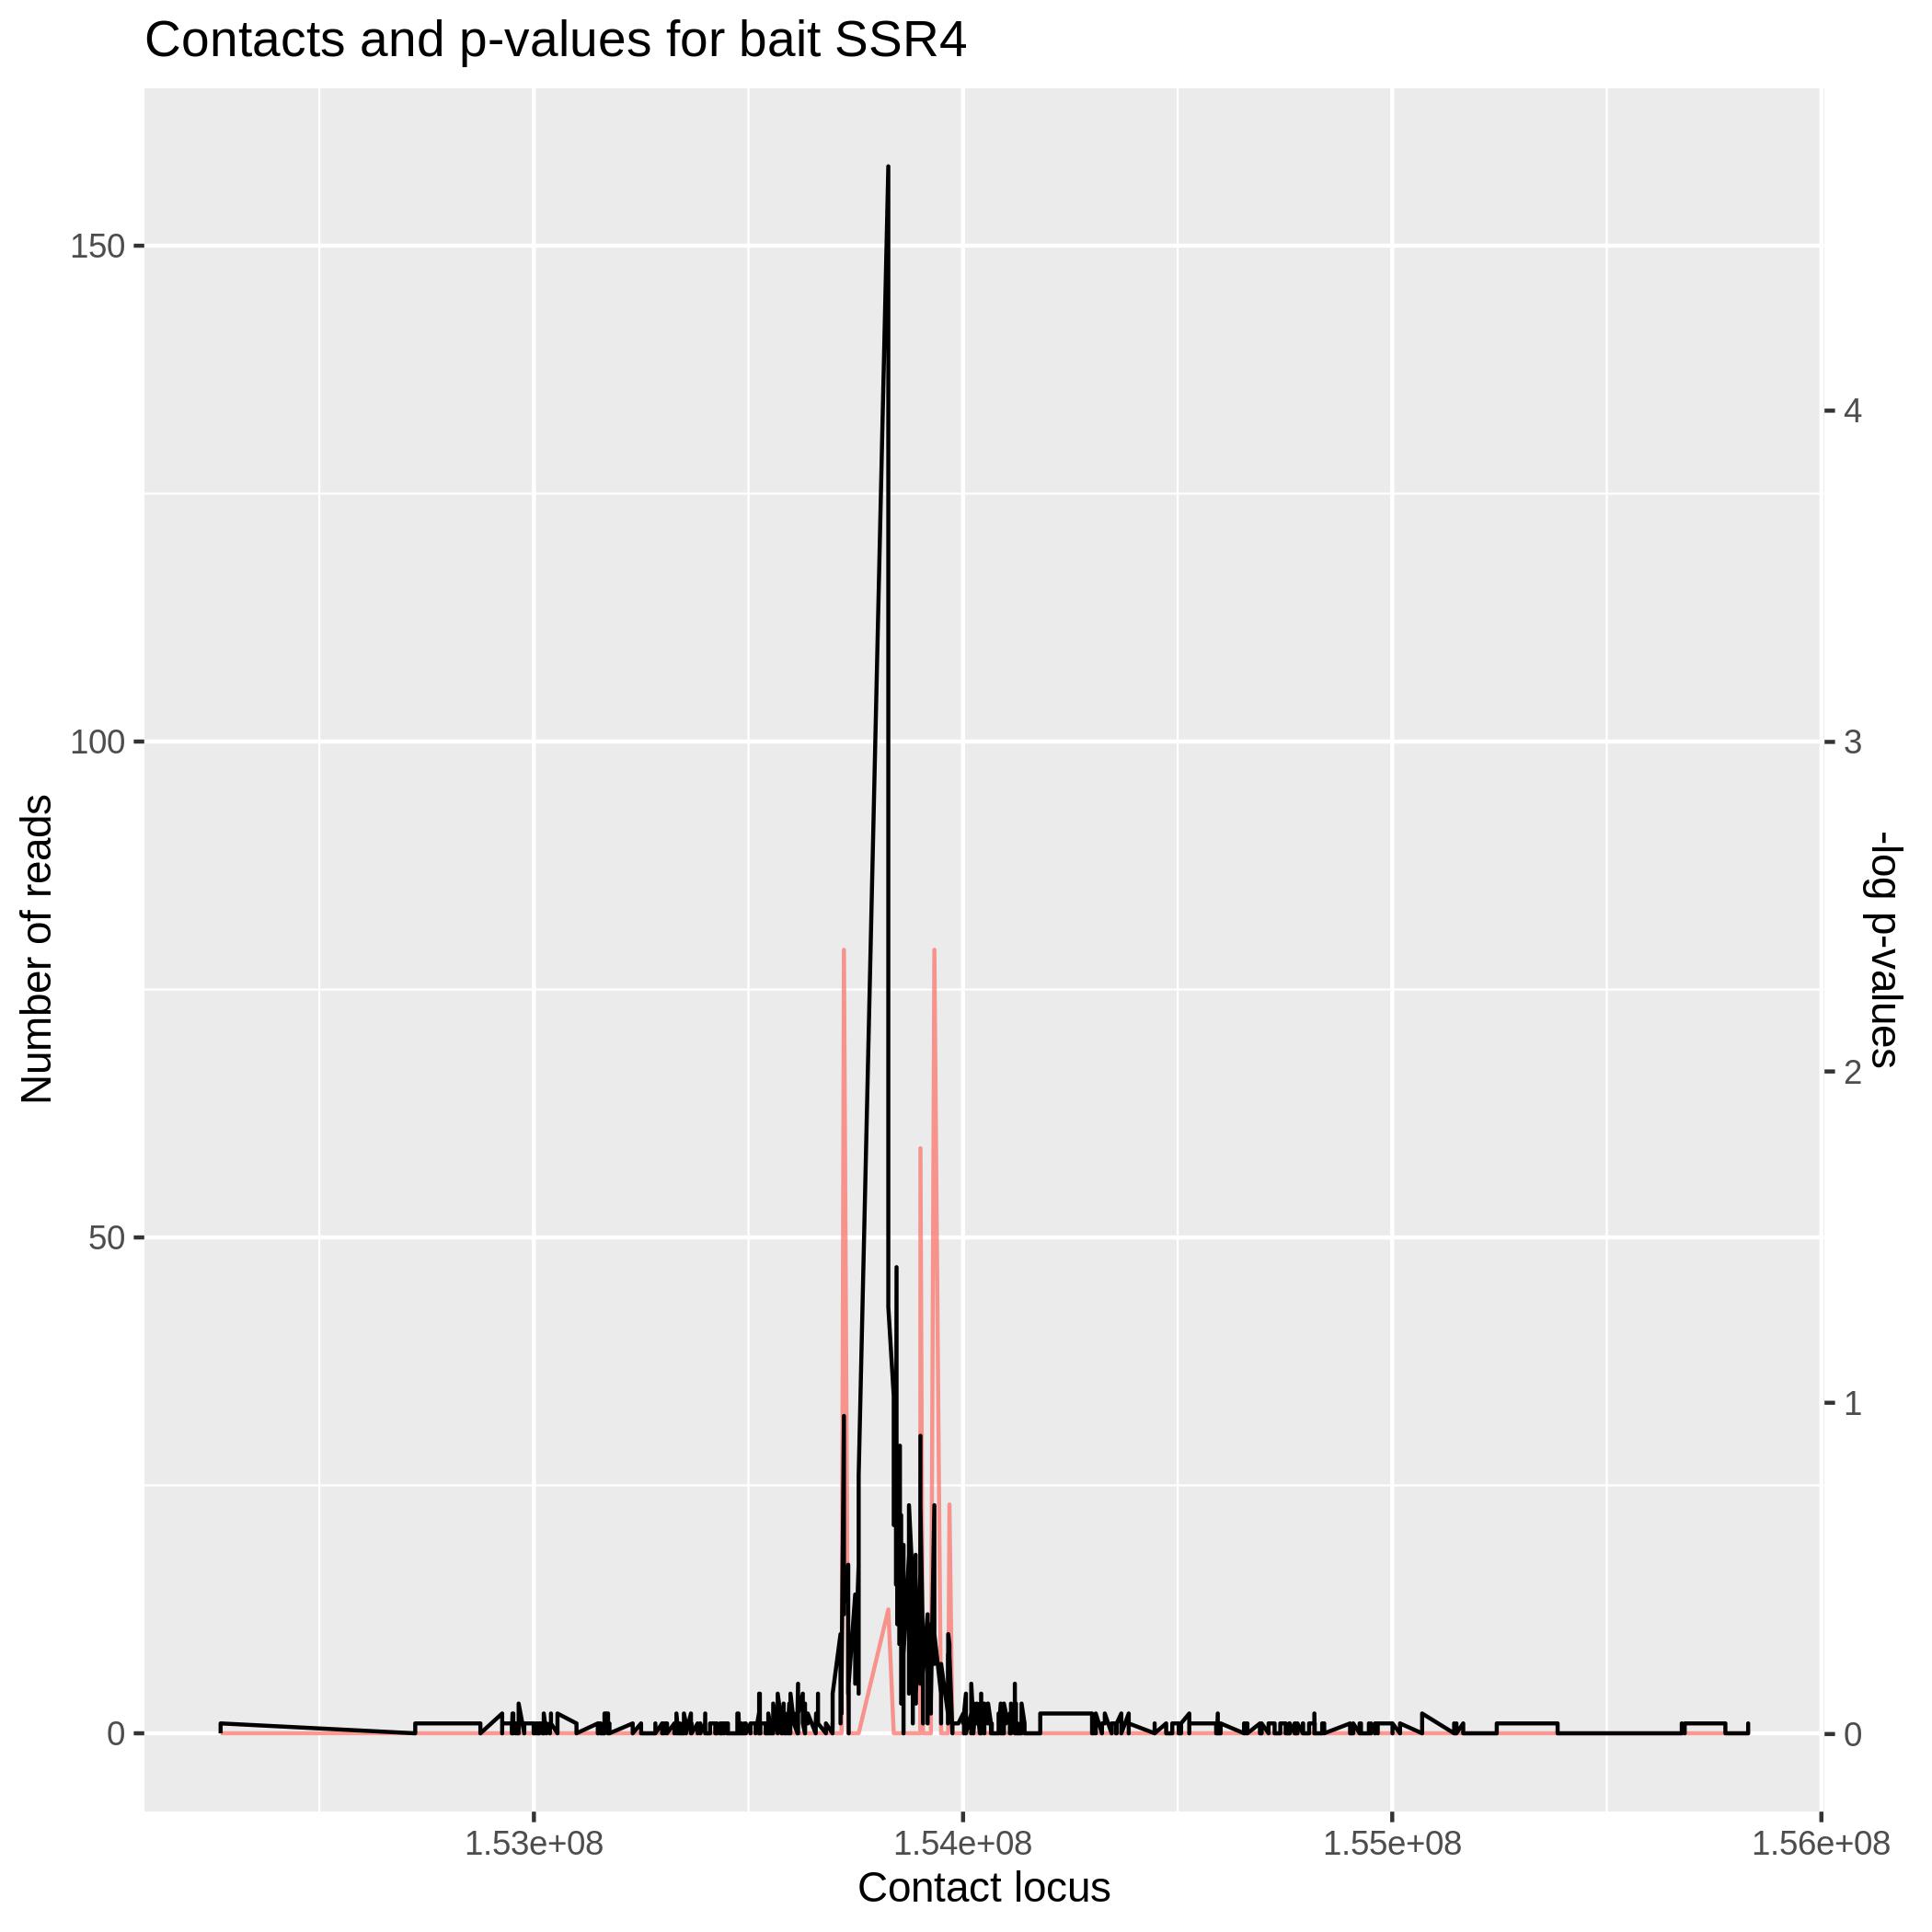 Contacts and p-values for bait SSR4
Number of reads
150
100
50
0
4
3
2
1
0
-log p-values
1.53e+08
1.54e+08
1.55e+08
1.56e+08
Contact locus